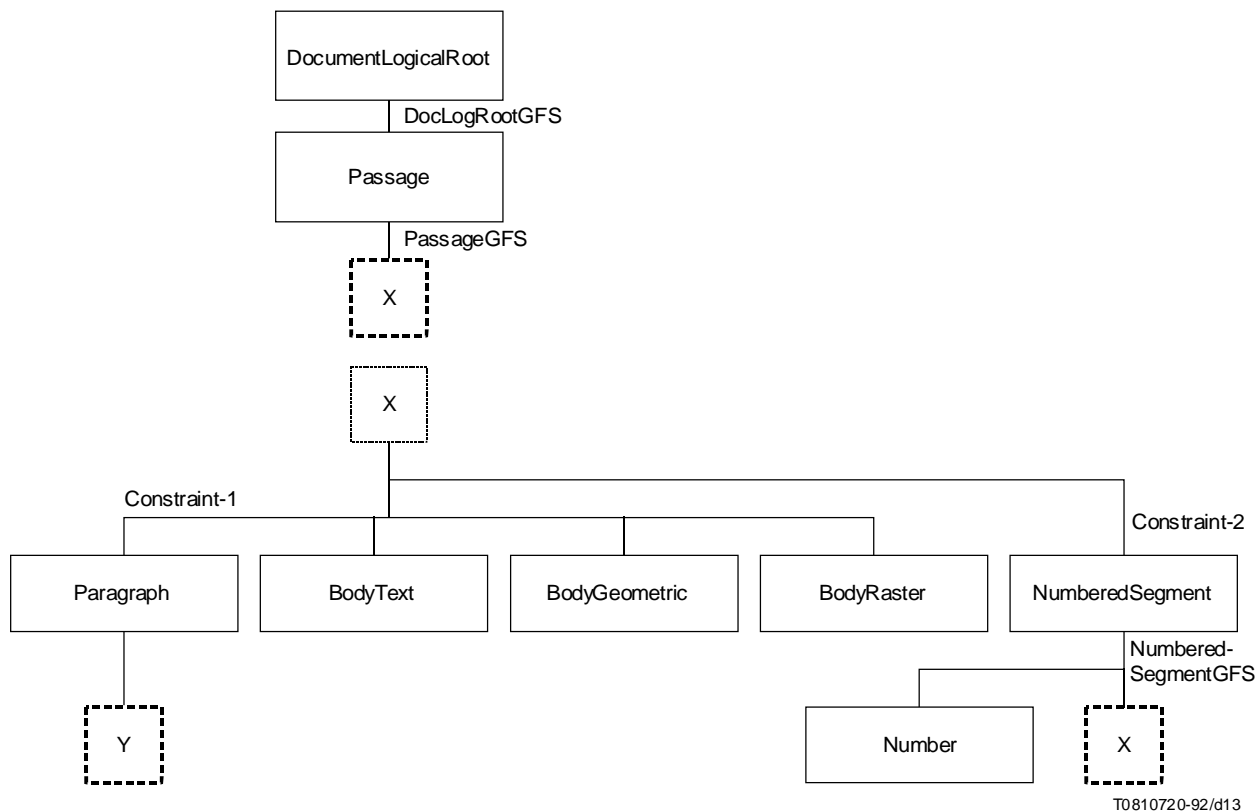 DocumentLogicalRoot
DocLogRootGFS
Passage
PassageGFS
X
X
Constraint-1
Constraint-2
Paragraph
BodyText
BodyGeometric
BodyRaster
NumberedSegment
Numbered-
SegmentGFS
Y
Number
X
T0810720-92/d13